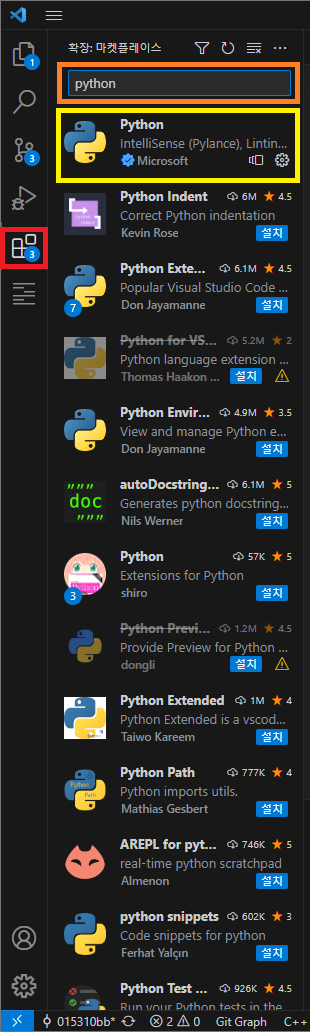 확장: 마켓플레이스
python
Python
IntelliSense (Pylance), Lintin...
Microsoft
Python Indent 6M 4.5
Correct Python indentation
Kevin Rose 설치
Python Exte... 6.1M 4.5
Popular Visual Studio Code ...
Don Jayamanne 설치
7
Python for VS... 5.2M 2
Python language extension ...
Thomas Haakon ... 설치
Python Envir... 4.9M 3.5
View and manage Python e...
Don Jayamanne 설치
autoDocstring... 6.1M 5
Generates python docstring...
Nils Werner 설치
""" doc """
Python 57K 5
Extensions for Python
shiro 설치
3
Python Previ... 1.2M 4.5
Provide Preview for Python ...
dongli 설치
Python Extended 1M 4
Python Extended is a vscod...
Taiwo Kareem 설치
Python Path 777K 4
Python imports utils.
Mathias Gesbert 설치
AREPL for pyt... 746K 5
real-time python scratchpad
Almenon 설치
python snippets 602K 3
Code snippets for python
Ferhat Yalçın 설치
Python Test ... 926K 4.5
Run your Python tests in the...
1
3
3
015310bb* 2 0 Git Graph C++